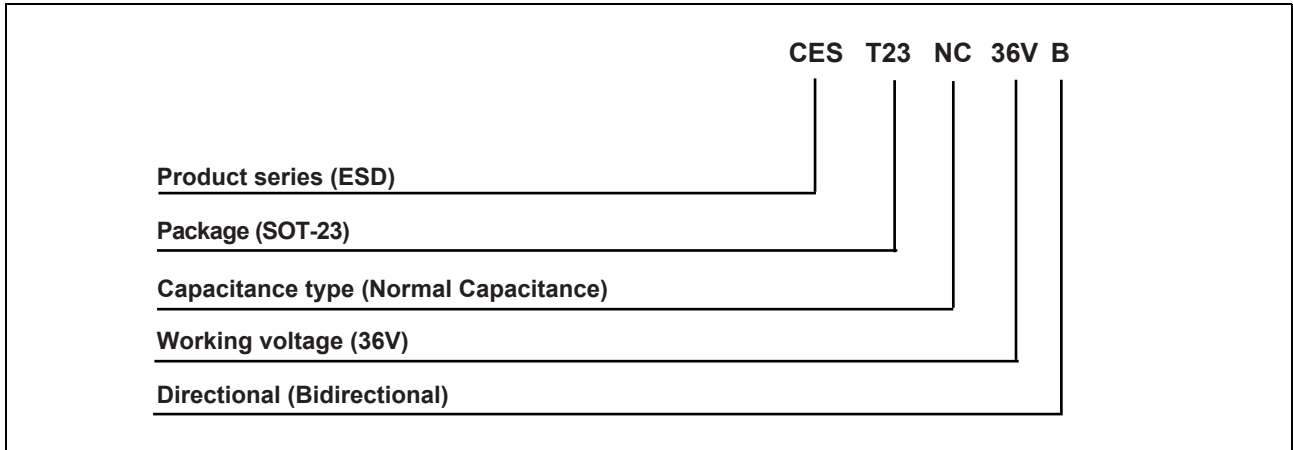 CES T23 NC 36V B
Product series (ESD)
Package (SOT-23)
Capacitance type (Normal Capacitance)
Working voltage (36V)
Directional (Bidirectional)